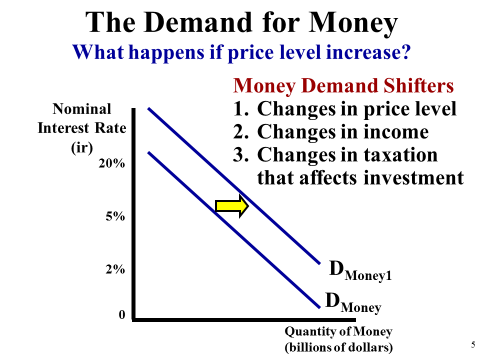 The Demand for Money
What happens if price level increase?
Money Demand Shifters
1. Changes in price level
2. Changes in income
3. Changes in taxation
that affects investment
Nominal
Interest Rate
(ir)
20%
5%
2%
0
DMoney1
DMoney
Quantity of Money
(billions of dollars)
5